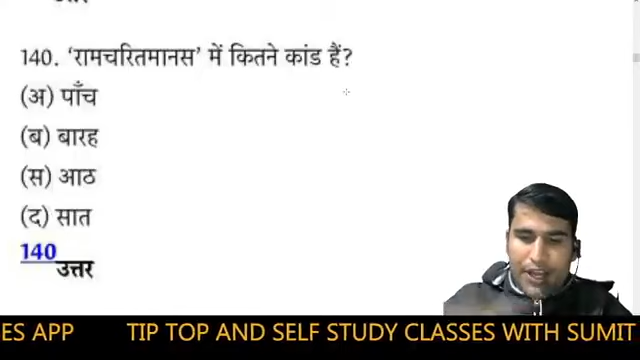 140. ‘रामचरितमानस’ में कितने कांड हैं?
(अ) पाँच
(ब) बारह
(स) आठ
(द) सात
140
उत्तर
ES APP TIP TOP AND SELF STUDY CLASSES WITH SUMIT